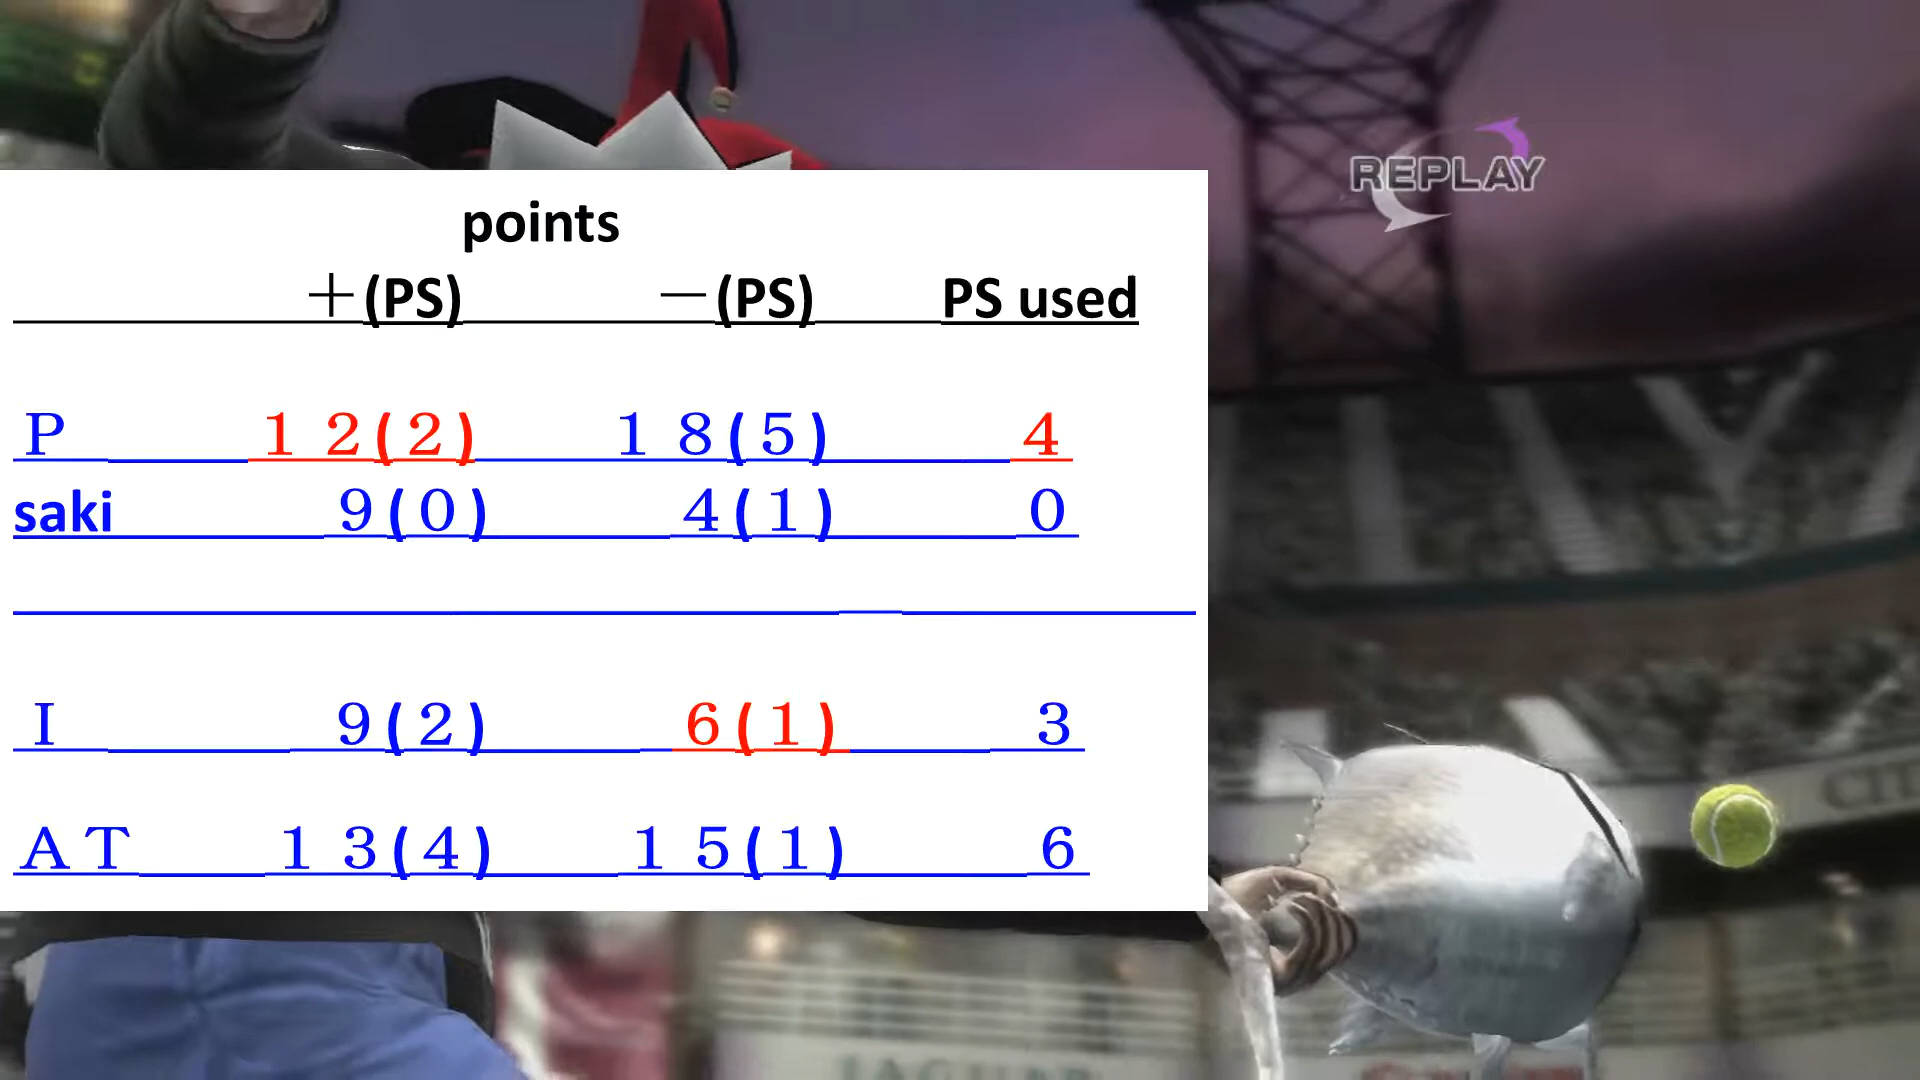 REPLAY
points
＋(PS) －(PS) PS used
Ｐ １２(２) １８(５) ４
saki ９(０) ４(１) ０
Ｉ ９(２) ６(１) ３
ＡＴ １３(４) １５(１) ６
JAGUAR